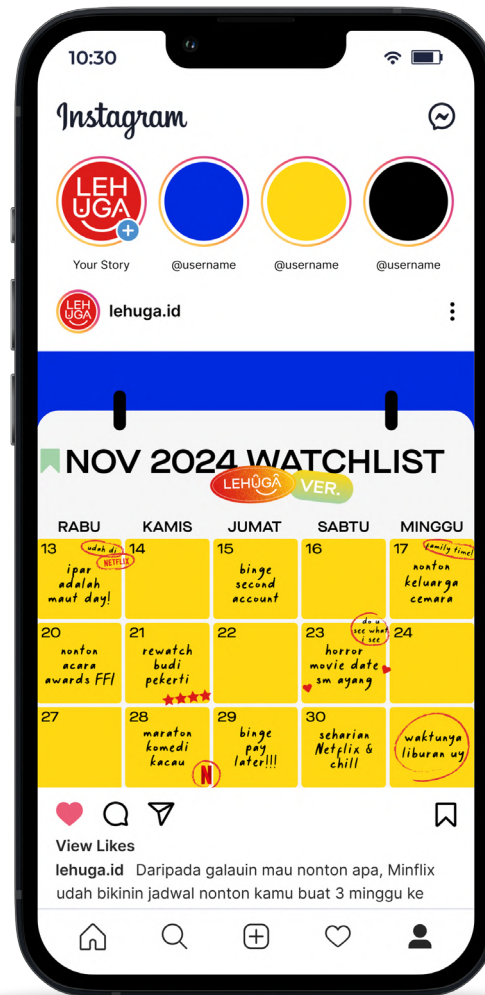 10:30
Instagram
LEH
UGA
Your Story
@username
@username
@username
LEH
UGA
lehuga.id
NOV 2024 WATCHLIST
LEHÛGÂ
VER.
RABU KAMIS JUMAT SABTU MINGGU
13
udah di
NETFLIX
ipar
adalah
maut day!
14
15
binge
second
account
16
17
family time!
nonton
keluarga
cemara
20
nonton
acara
awards FFI
21
rewatch
budi
pekerti
22
23
do u
see what
i see
horror
movie date
sm ayang
24
27
28
maraton
komedi
kacau
N
29
binge
pay
later!!!
30
seharian
Netflix &
chill
waktunya
liburan uy
View Likes
lehuga.id Daripada galauin mau nonton apa, Minflix
udah bikinin jadwal nonton kamu buat 3 minggu ke